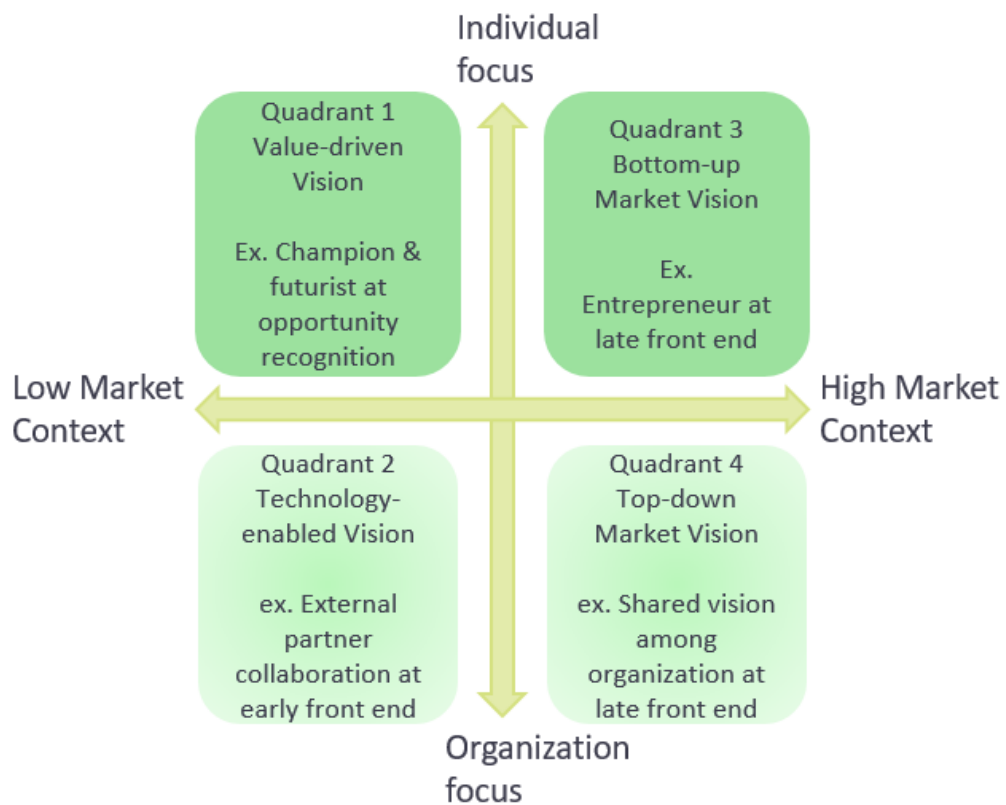 Individual
focus
Quadrant 1
Value-driven
Vision
Ex. Champion &
futurist at
opportunity
recognition
Quadrant 3
Bottom-up
Market Vision
Ex.
Entrepreneur at
late front end
Low Market
Context
High Market
Context
Quadrant 2
Technology-
enabled Vision
ex. External
partner
collaboration at
early front end
Quadrant 4
Top-down
Market Vision
ex. Shared vision
among
organization at
late front end
Organization
focus